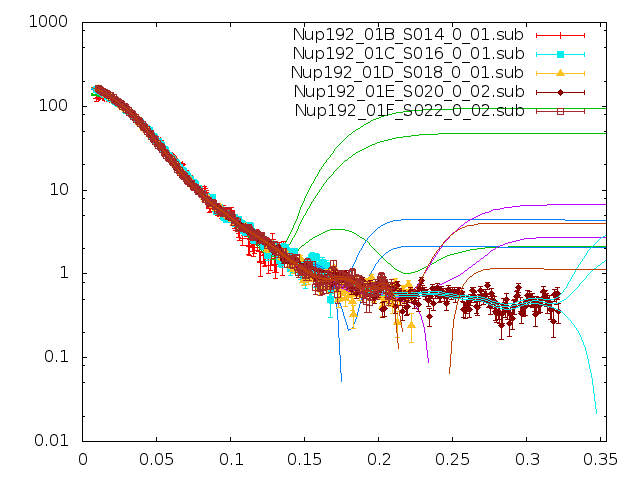 1000
Nup192_01B_S014_0_01.sub
Nup192_01C_S016_0_01.sub
Nup192_01D_S018_0_01.sub
Nup192_01E_S020_0_02.sub
Nup192_01F_S022_0_02.sub
100
10
1
0.1
0.01
0 0.05 0.1 0.15 0.2 0.25 0.3 0.35